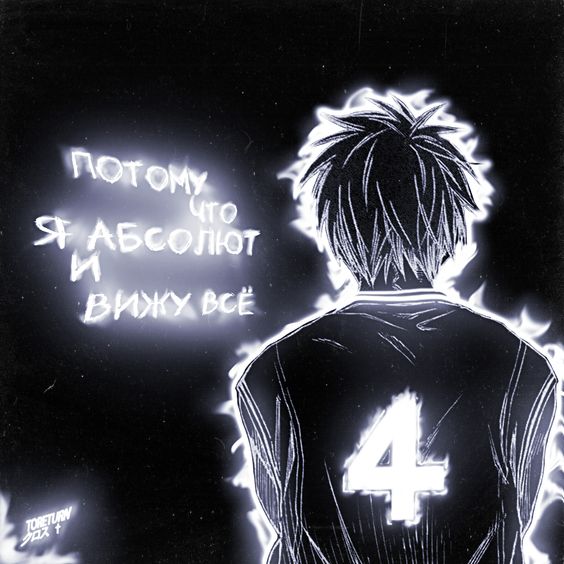 ПОТОМУ
ЧТО
Я АБСОЛЮТ
И
ВИЖУ ВСЁ
4
TORETURN
クロス †